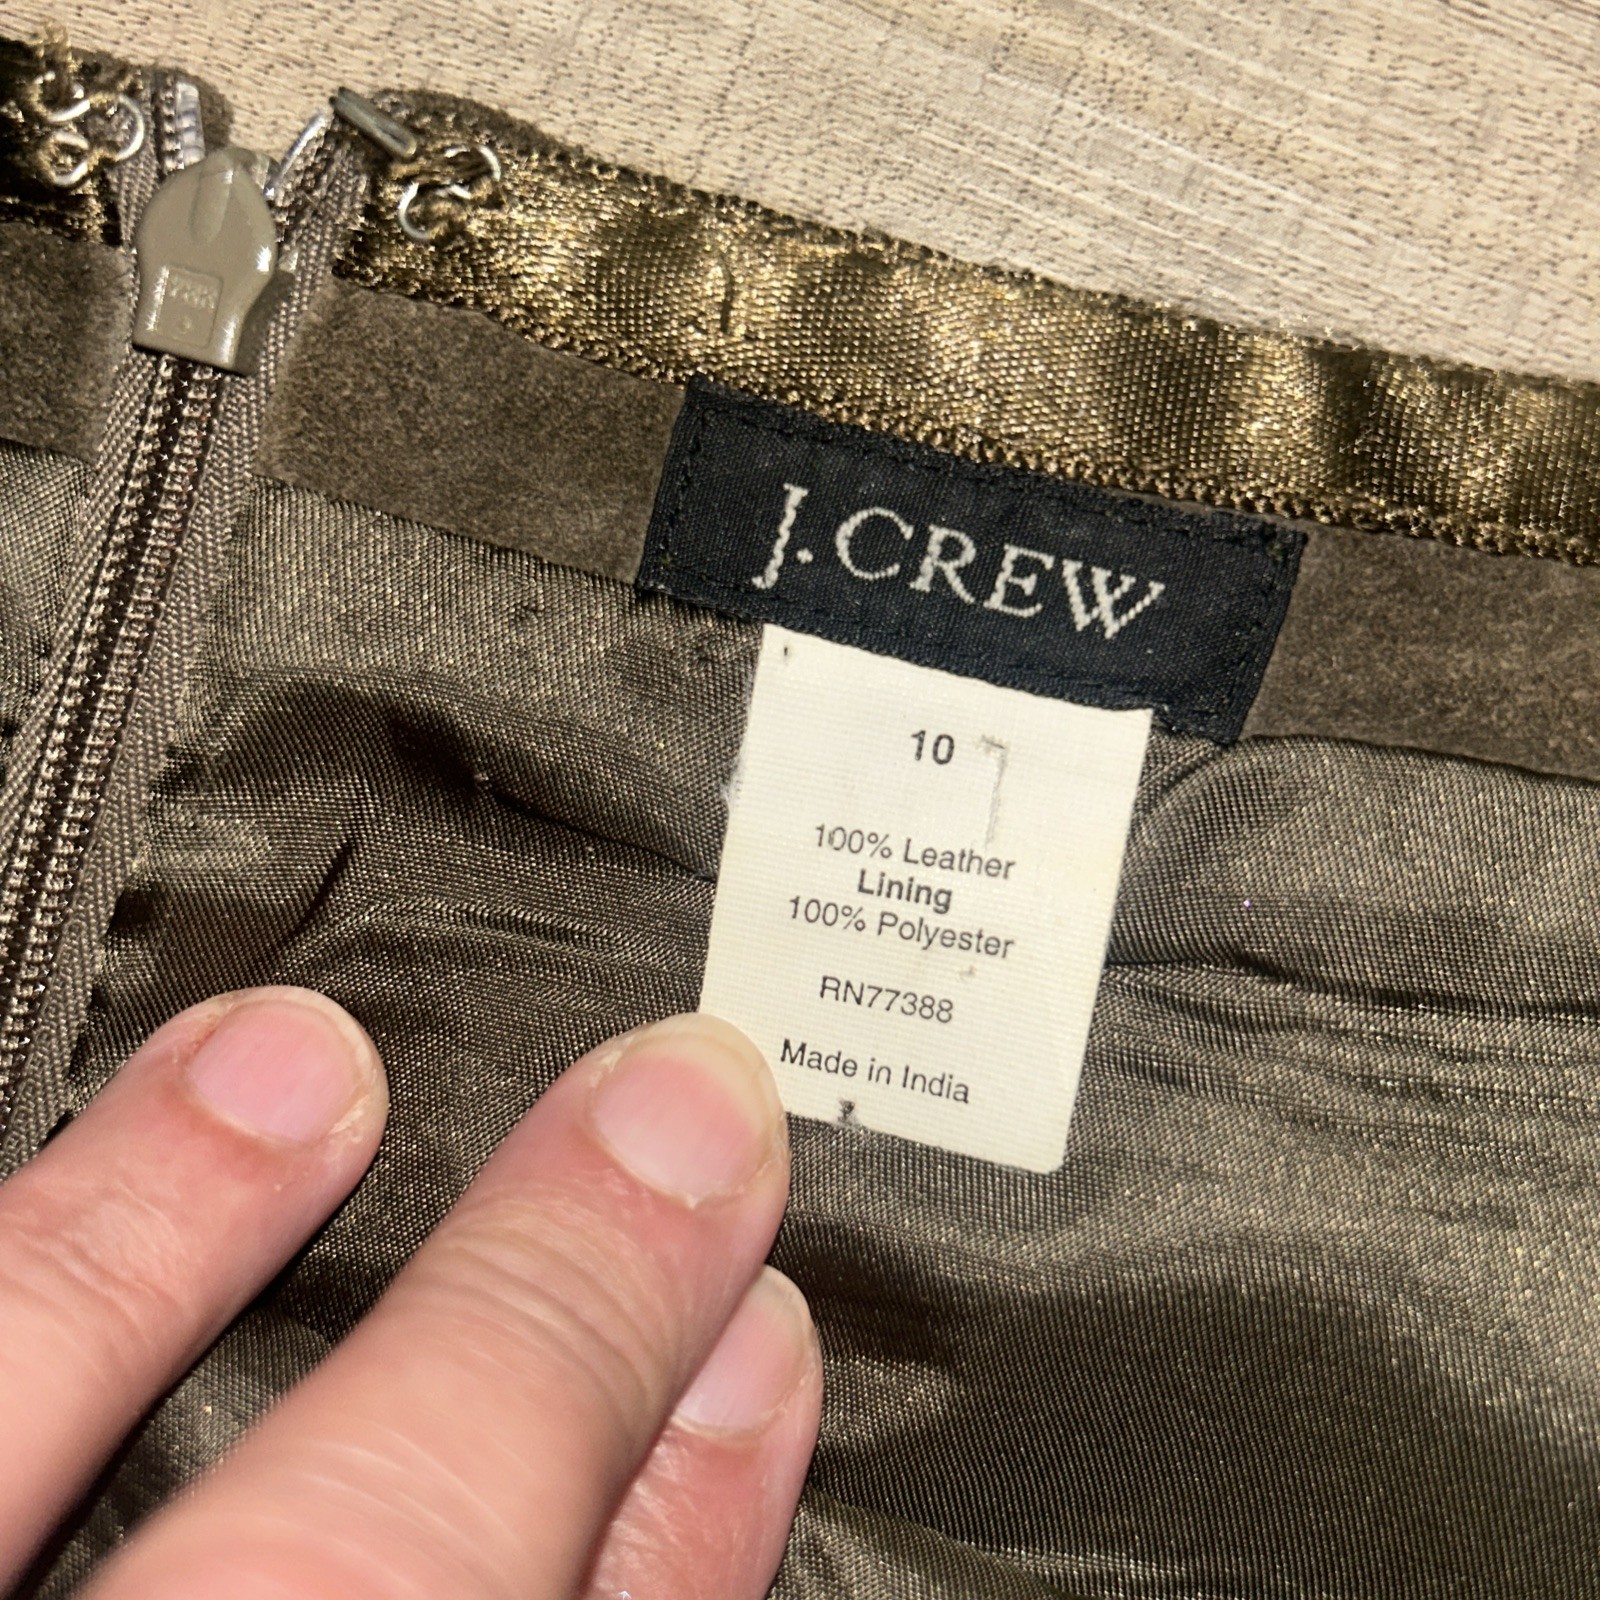 J.CREW
10
100% Leather
Lining
100% Polyester
RN77388
Made in India